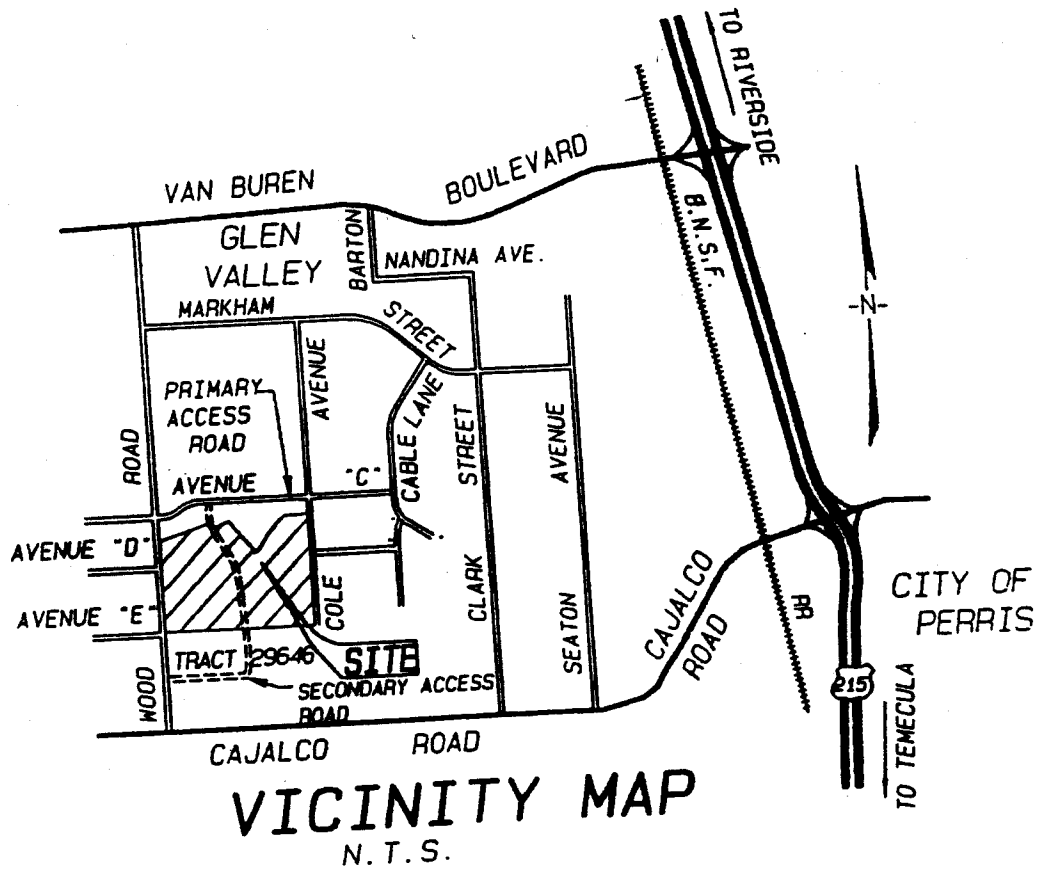 TO RIVERSIDE
VAN BUREN BOULEVARD
GLEN
VALLEY
BARTON
NANDINA AVE.
B.N.S.F.
MARKHAM STREET
-N-
PRIMARY
ACCESS
ROAD
AVENUE
CABLE LANE
STREET
AVENUE
ROAD
AVENUE "C"
AVENUE "D"
AVENUE "E"
COLE
CLARK
SEATON
CAJALCO
ROAD
RR
CITY OF
PERRIS
TRACT 29646
SITE
SECONDARY ACCESS
ROAD
WOOD
215
TO TEMECULA
CAJALCO ROAD
VICINITY MAP
N.T.S.